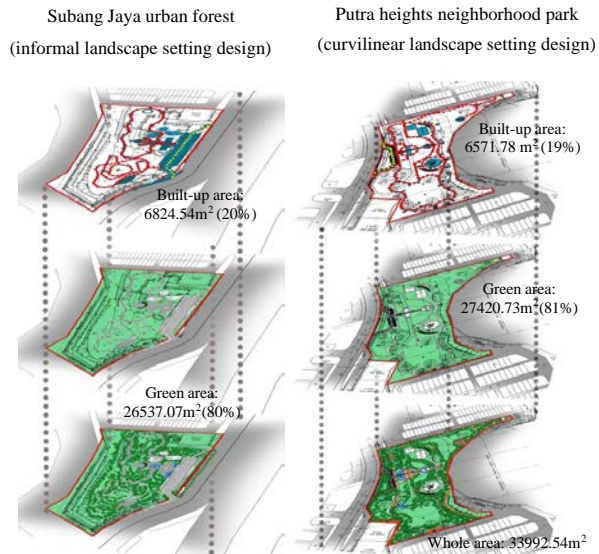 Subang Jaya urban forest
(informal landscape setting design)
Putra heights neighborhood park
(curvilinear landscape setting design)
Built-up area:
6824.54m² (20%)
Built-up area:
6571.78 m² (19%)
Green area:
27420.73m² (81%)
Green area:
26537.07m² (80%)
Whole area: 33992.54m²